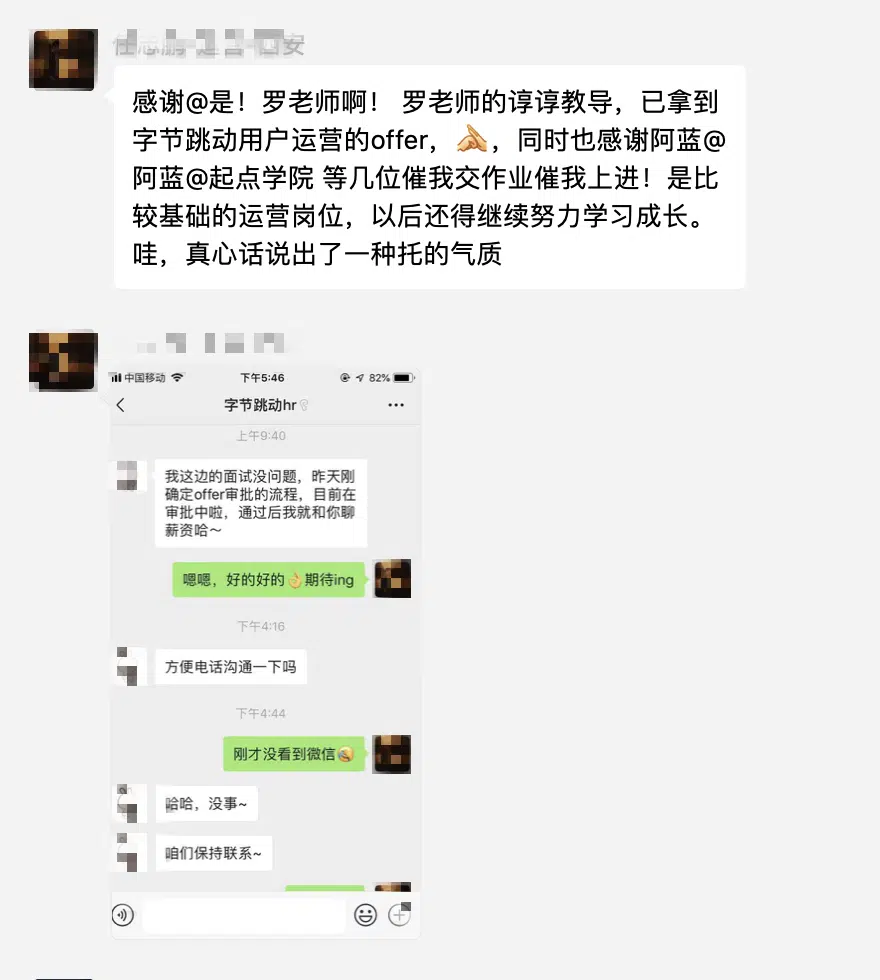 感谢@是！罗老师啊！ 罗老师的谆谆教导，已拿到
字节跳动用户运营的offer，🙏，同时也感谢阿蓝@
阿蓝@起点学院 等几位催我交作业催我上进！是比
较基础的运营岗位，以后还得继续努力学习成长。
哇，真心话说出了一种托的气质
中国移动 下午5:46 82%
字节跳动hr
上午9:40
我这边的面试没问题，昨天刚
确定offer审批的流程，目前在
审批中啦，通过后我就和你聊
薪资哈～
嗯嗯，好的好的👌期待ing
下午4:16
方便电话沟通一下吗
下午4:44
刚才没看到微信
哈哈，没事~
咱们保持联系~